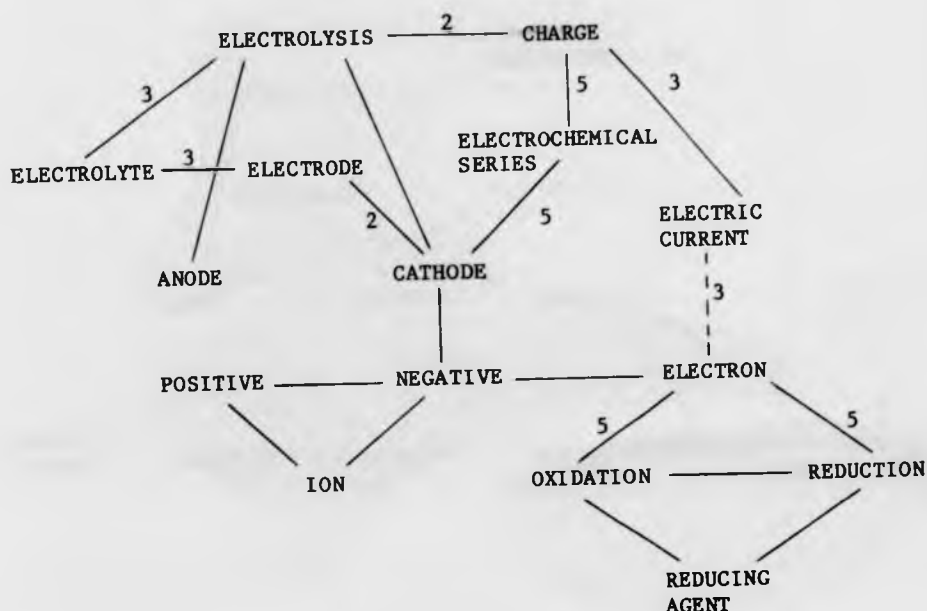 ELECTROLYSIS 2 CHARGE
3 5 3
ELECTROCHEMICAL
SERIES
ELECTROLYTE 3 ELECTRODE
2 5 ELECTRIC
CURRENT
ANODE CATHODE
3
POSITIVE NEGATIVE ELECTRON
5 5
ION OXIDATION REDUCTION
REDUCING
AGENT